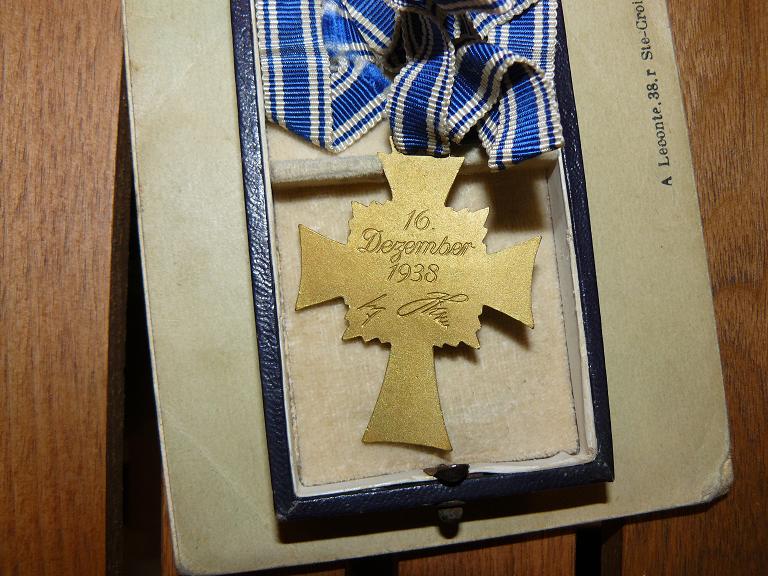 16.
Dezember
1938
A Leconte. 38. r Ste-Croi